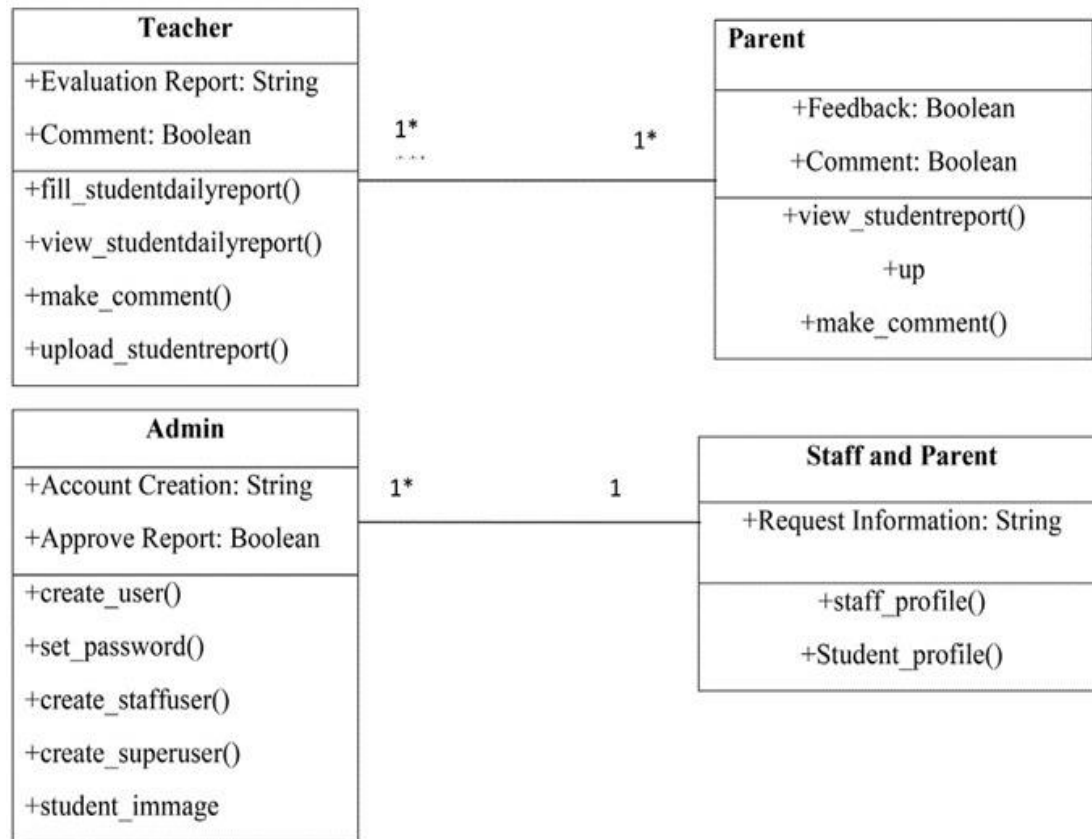 Teacher
+Evaluation Report: String
+Comment: Boolean
+fill_studentdailyreport()
+view_studentdailyreport()
+make_comment()
+upload_studentreport()
1*
1*
Parent
+Feedback: Boolean
+Comment: Boolean
+view_studentreport()
+up
+make_comment()
Admin
+Account Creation: String
+Approve Report: Boolean
+create_user()
+set_password()
+create_staffuser()
+create_superuser()
+student_immage
1*
1
Staff and Parent
+Request Information: String
+staff_profile()
+Student_profile()